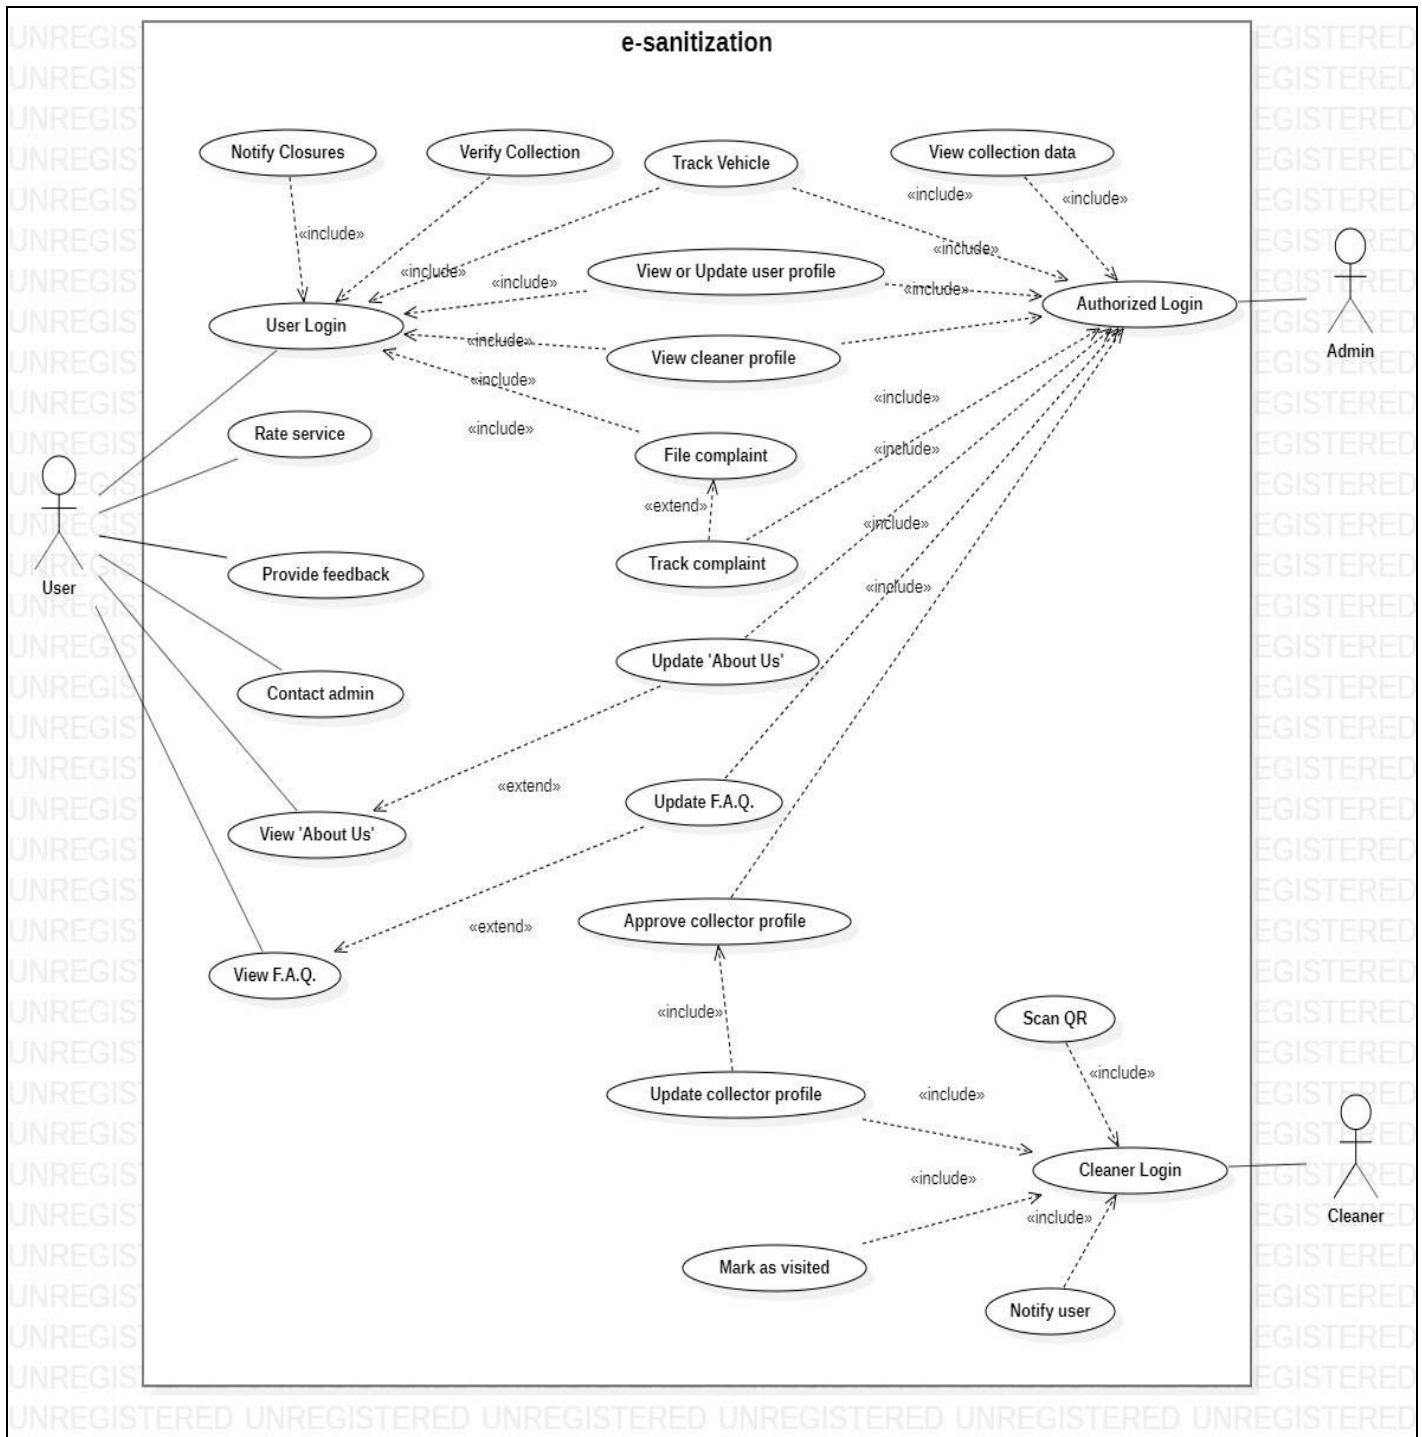 e-sanitization
Notify Closures
Verify Collection
Track Vehicle
View collection data
«include»
«include»
«include»
«include»
«include»
«include»
«include»
View or Update user profile
Authorized Login
User Login
«include»
View cleaner profile
Admin
«include»
«include»
«include»
Rate service
«include»
File complaint
«extend»
«include»
Track complaint
Provide feedback
User
«include»
Update 'About Us'
Contact admin
«extend»
Update F.A.Q.
View 'About Us'
Approve collector profile
«extend»
View F.A.Q.
«include»
Scan QR
«include»
Update collector profile
«include»
Cleaner Login
«include»
«include»
Cleaner
Mark as visited
Notify user
UNREGISTERED UNREGISTERED UNREGISTERED UNREGISTERED UNREGISTERED UNREGISTERED